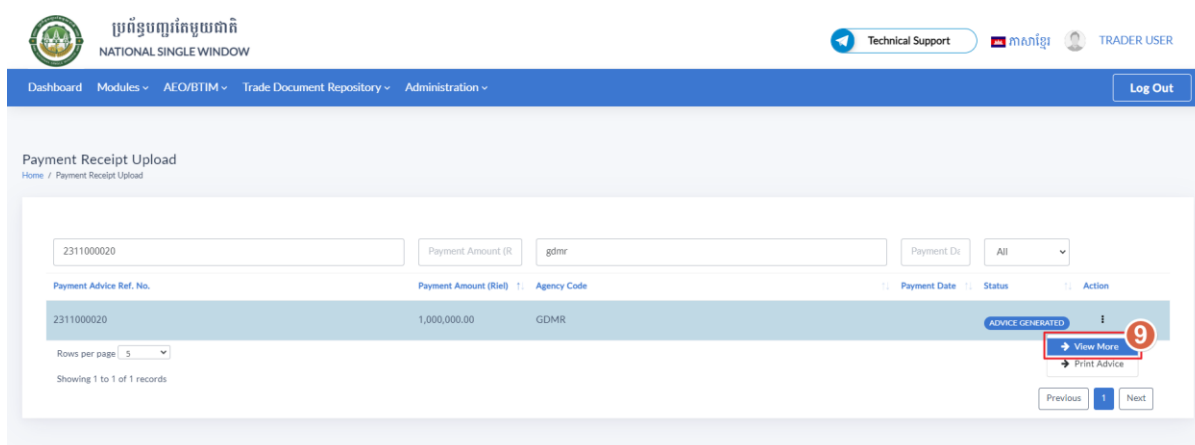 ប្រព័ន្ធបញ្ជរតែមួយជាតិ
NATIONAL SINGLE WINDOW
Technical Support
ភាសាខ្មែរ
TRADER USER
Dashboard Modules AEO/BTIM Trade Document Repository Administration
Log Out
Payment Receipt Upload
Home / Payment Receipt Upload
2311000020 Payment Amount (R gdmr Payment Da All
Payment Advice Ref. No. Payment Amount (Riel) Agency Code Payment Date Status Action
2311000020 1,000,000.00 GDMR ADVICE GENERATED
9
View More
Print Advice
Rows per page 5
Showing 1 to 1 of 1 records
Previous 1 Next